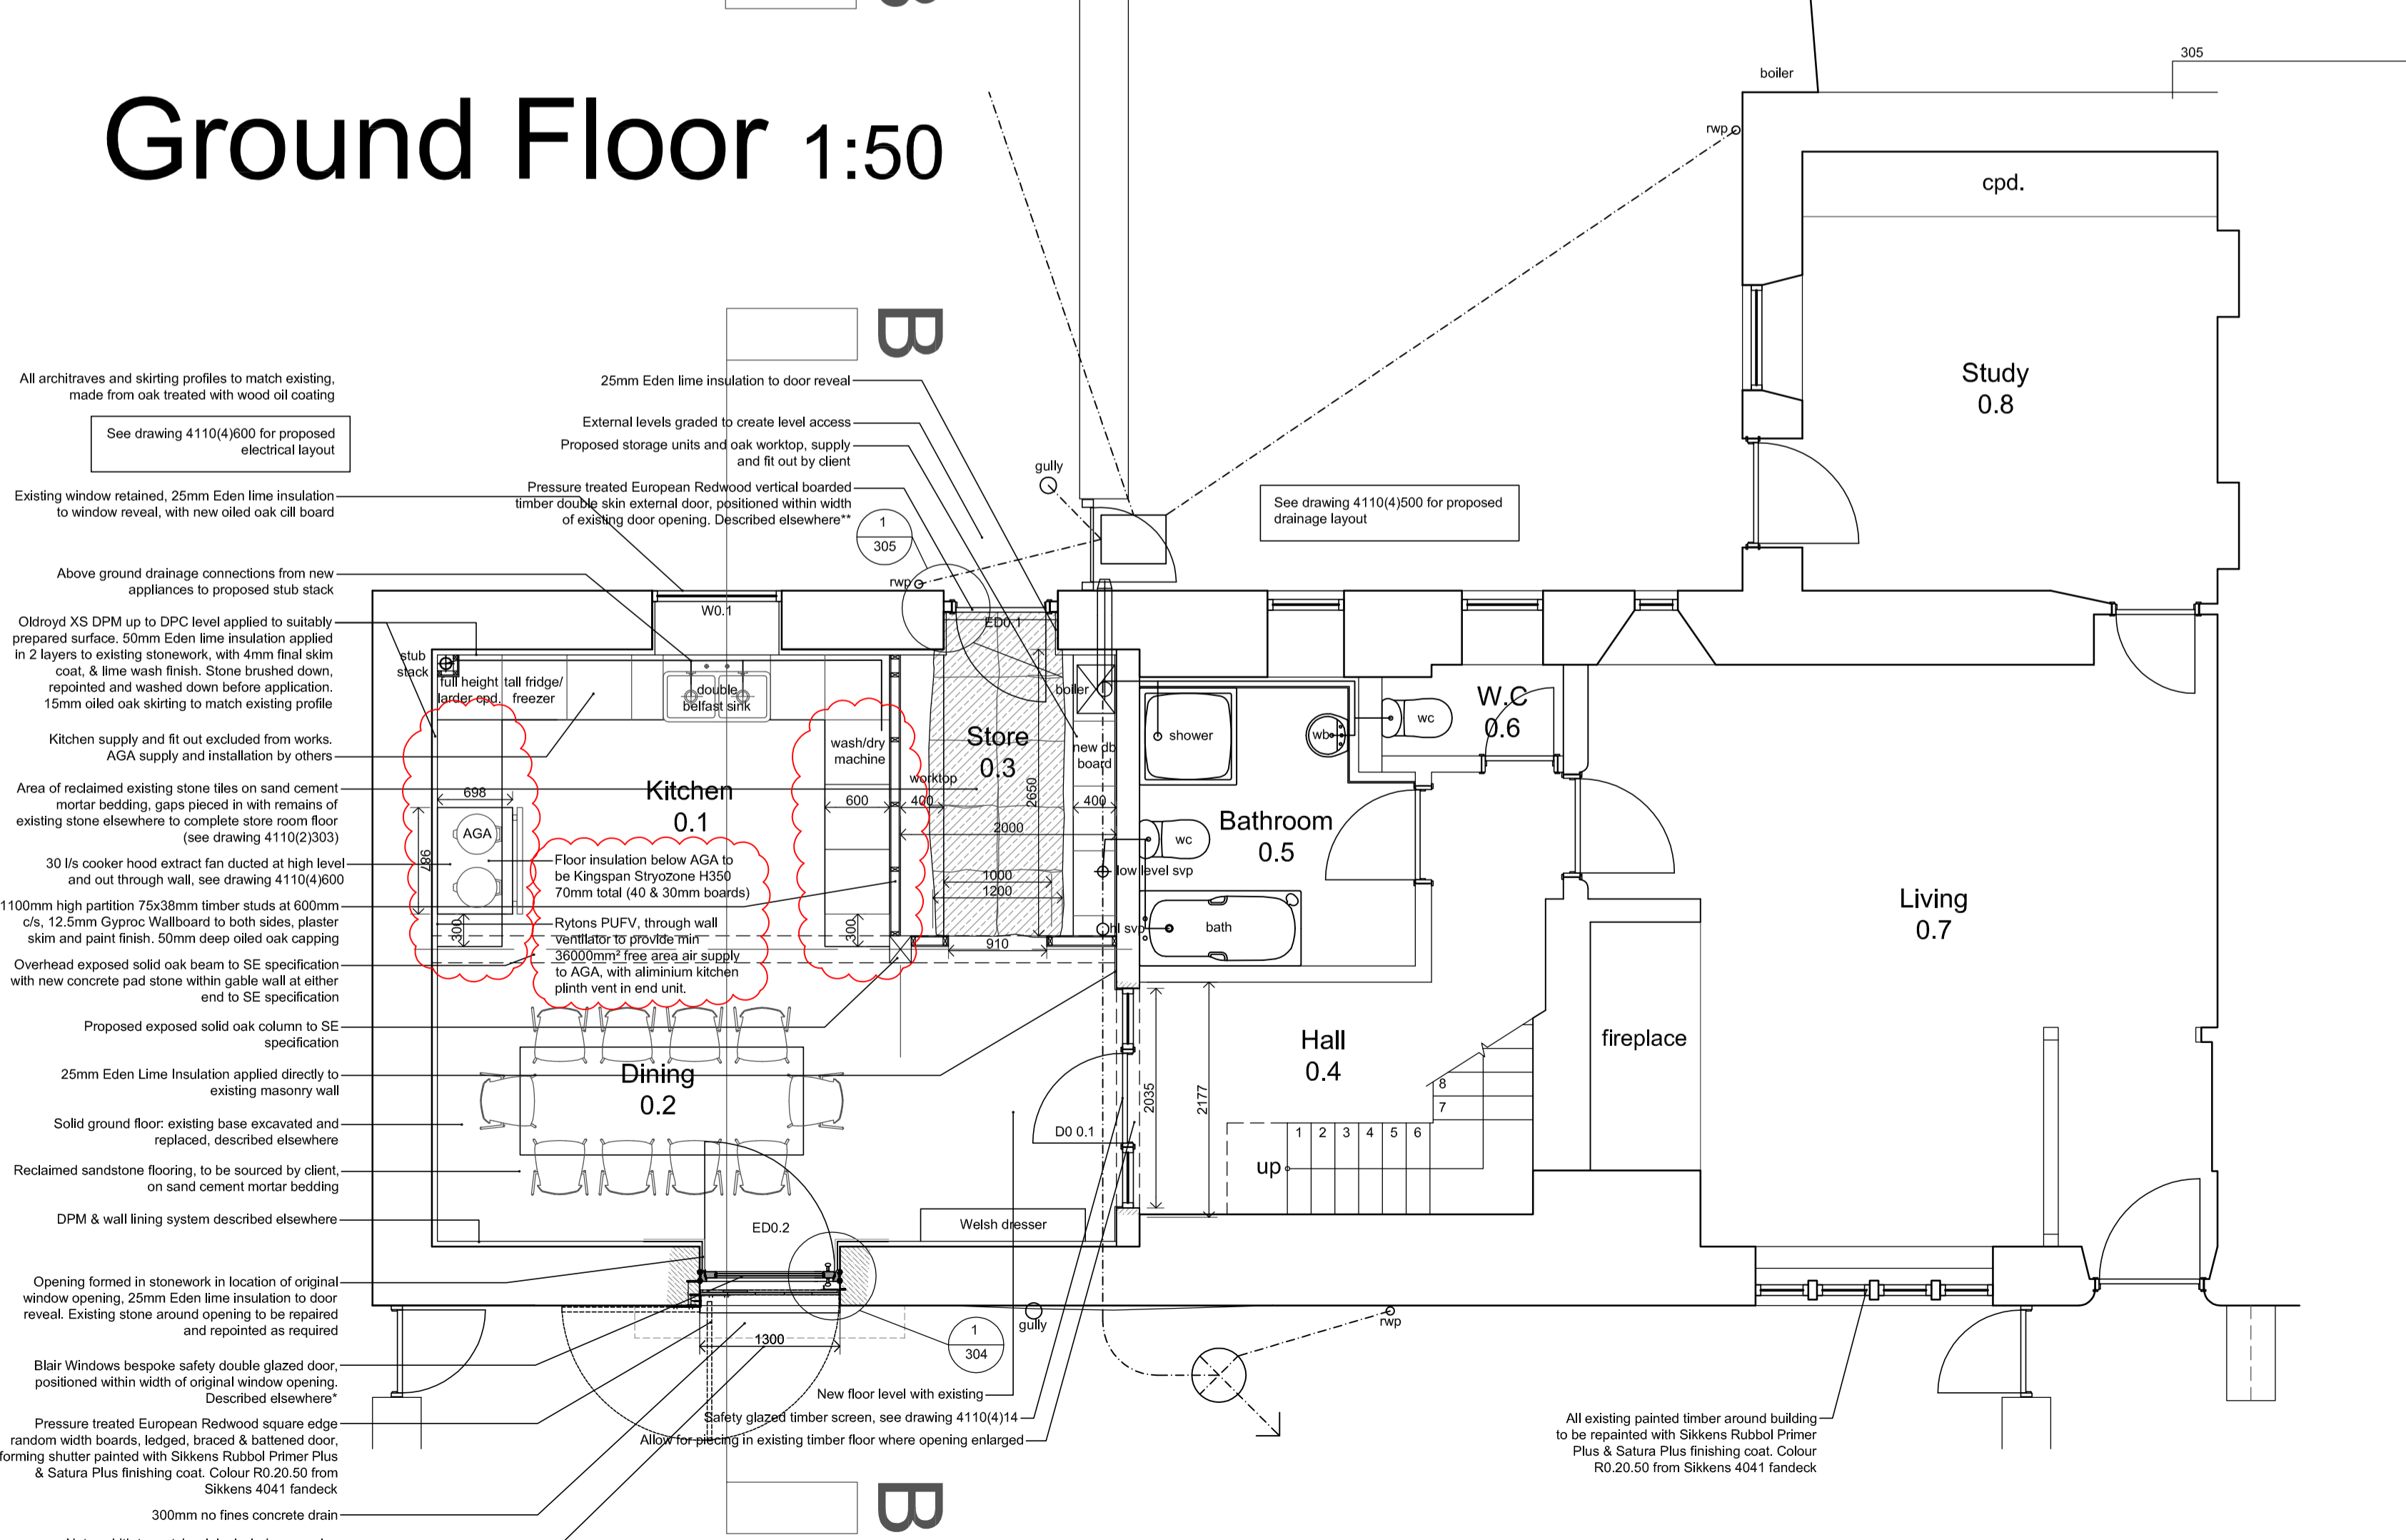 Ground Floor 1:50
B
305
boiler
rwp
cpd.
Study
0.8
B
All architraves and skirting profiles to match existing,
made from oak treated with wood oil coating
See drawing 4110(4)600 for proposed
electrical layout
Existing window retained, 25mm Eden lime insulation
to window reveal, with new oiled oak cill board
Above ground drainage connections from new
appliances to proposed stub stack
Oldroyd XS DPM up to DPC level applied to suitably
prepared surface. 50mm Eden lime insulation applied
in 2 layers to existing stonework, with 4mm final skim
coat, & lime wash finish. Stone brushed down,
repointed and washed down before application.
15mm oiled oak skirting to match existing profile
Kitchen supply and fit out excluded from works.
AGA supply and installation by others
Area of reclaimed existing stone tiles on sand cement
mortar bedding, gaps pieced in with remains of
existing stone elsewhere to complete store room floor
(see drawing 4110(2)303)
30 l/s cooker hood extract fan ducted at high level
and out through wall, see drawing 4110(4)600
1100mm high partition 75x38mm timber studs at 600mm
c/s, 12.5mm Gyproc Wallboard to both sides, plaster
skim and paint finish. 50mm deep oiled oak capping
Overhead exposed solid oak beam to SE specification
with new concrete pad stone within gable wall at either
end to SE specification
Proposed exposed solid oak column to SE
specification
25mm Eden Lime Insulation applied directly to
existing masonry wall
Solid ground floor: existing base excavated and
replaced, described elsewhere
Reclaimed sandstone flooring, to be sourced by client,
on sand cement mortar bedding
DPM & wall lining system described elsewhere
Opening formed in stonework in location of original
window opening, 25mm Eden lime insulation to door
reveal. Existing stone around opening to be repaired
and repointed as required
Blair Windows bespoke safety double glazed door,
positioned within width of original window opening.
Described elsewhere*
Pressure treated European Redwood square edge
random width boards, ledged, braced & battened door,
forming shutter painted with Sikkens Rubbol Primer Plus
& Satura Plus finishing coat. Colour R0.20.50 from
Sikkens 4041 fandeck
300mm no fines concrete drain
25mm Eden lime insulation to door reveal
External levels graded to create level access
Proposed storage units and oak worktop, supply
and fit out by client
Pressure treated European Redwood vertical boarded
timber double skin external door, positioned within width
of existing door opening. Described elsewhere**
1
305
gully
See drawing 4110(4)500 for proposed
drainage layout
rwp
W0.1
ED0.1
stub
stack
full height
larder cpd.
tall fridge/
freezer
double
belfast sink
boiler
wash/dry
machine
Store
0.3
new db
board
worktop
2650
Kitchen
0.1
698
AGA
987
300
600
400
400
2000
1000
1200
300
910
Floor insulation below AGA to
be Kingspan Stryozone H350
70mm total (40 & 30mm boards)
Rytons PUFV, through wall
ventilator to provide min
36000mm² free area air supply
to AGA, with aliminium kitchen
plinth vent in end unit.
shower
wb
wc
W.C
0.6
wc
Bathroom
0.5
low level svp
hl svp
bath
Living
0.7
Hall
0.4
fireplace
Dining
0.2
2035
2177
D0 0.1
8
7
1 2 3 4 5 6
up
Welsh dresser
ED0.2
1300
1
304
gully
rwp
New floor level with existing
Safety glazed timber screen, see drawing 4110(4)14
Allow for piecing in existing timber floor where opening enlarged
All existing painted timber around building
to be repainted with Sikkens Rubbol Primer
Plus & Satura Plus finishing coat. Colour
R0.20.50 from Sikkens 4041 fandeck
B